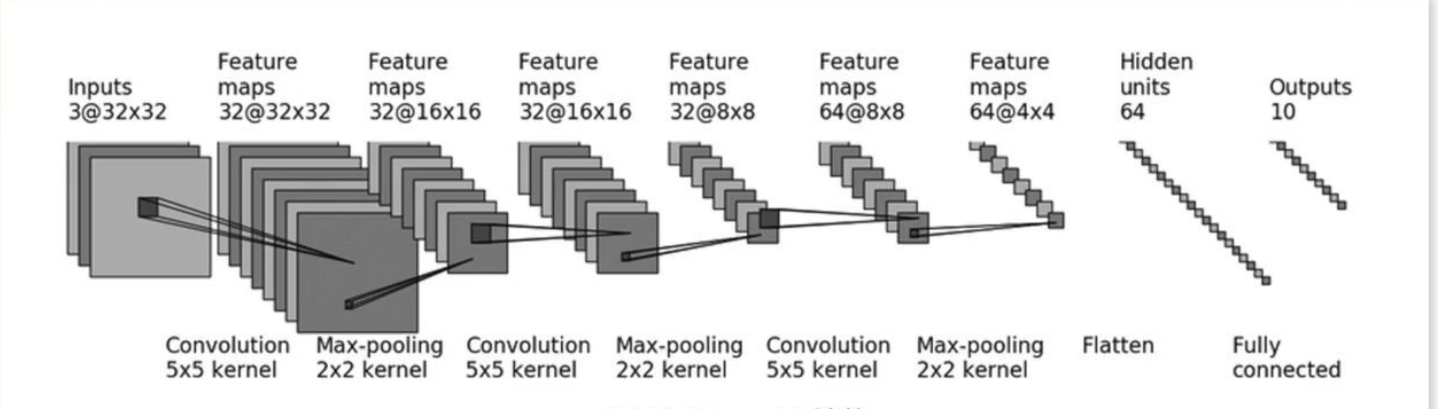 Inputs
3@32x32
Feature
maps
32@32x32
Feature
maps
32@16x16
Feature
maps
32@16x16
Feature
maps
32@8x8
Feature
maps
64@8x8
Feature
maps
64@4x4
Hidden
units
64
Outputs
10
Convolution
5x5 kernel
Max-pooling
2x2 kernel
Convolution
5x5 kernel
Max-pooling
2x2 kernel
Convolution
5x5 kernel
Max-pooling
2x2 kernel
Flatten
Fully
connected